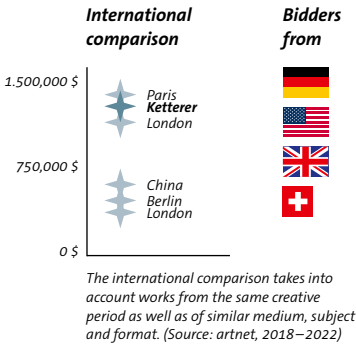 International comparison
Bidders from
1.500,000 $
Paris
Ketterer
London
750,000 $
China
Berlin
London
0 $
The international comparison takes into
account works from the same creative
period as well as of similar medium, subject
and format. (Source: artnet, 2018–2022)